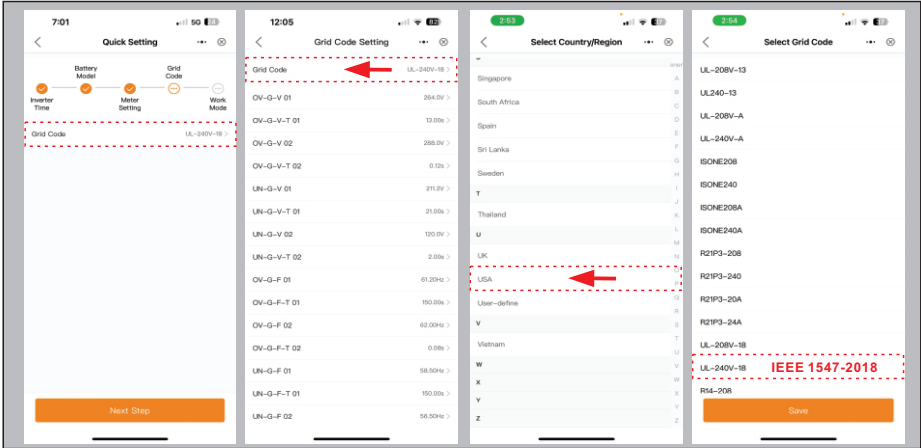 7:01
5G
Quick Setting
Battery Model
Grid Code
Inverter Time
Meter Setting
Work Mode
Grid Code UL-240V-18 >
Next Step
12:05
Grid Code Setting
Grid Code UL-240V-18 >
OV-G-V 01 264.0V >
OV-G-V-T 01 13.00s >
OV-G-V 02 288.0V >
OV-G-V-T 02 0.12s >
UN-G-V 01 211.2V >
UN-G-V-T 01 21.00s >
UN-G-V 02 120.0V >
UN-G-V-T 02 2.00s >
OV-G-F 01 61.20Hz >
OV-G-F-T 01 150.00s >
OV-G-F 02 62.00Hz >
OV-G-F-T 02 0.08s >
UN-G-F 01 58.50Hz >
UN-G-F-T 01 150.00s >
UN-G-F 02 56.50Hz >
2:53
Select Country/Region
Singapore
South Africa
Spain
Sri Lanka
Sweden
T
Thailand
U
UK
USA
User-define
V
Vietnam
W
X
Y
Z
A
B
C
D
E
F
G
H
I
J
K
L
M
N
O
P
Q
R
S
T
U
V
W
X
Y
Z
2:54
Select Grid Code
UL-208V-13
UL240-13
UL-208V-A
UL-240V-A
ISONE208
ISONE240
ISONE208A
ISONE240A
R21P3-208
R21P3-240
R21P3-20A
R21P3-24A
UL-208V-18
UL-240V-18 IEEE 1547-2018
R14-208
Save